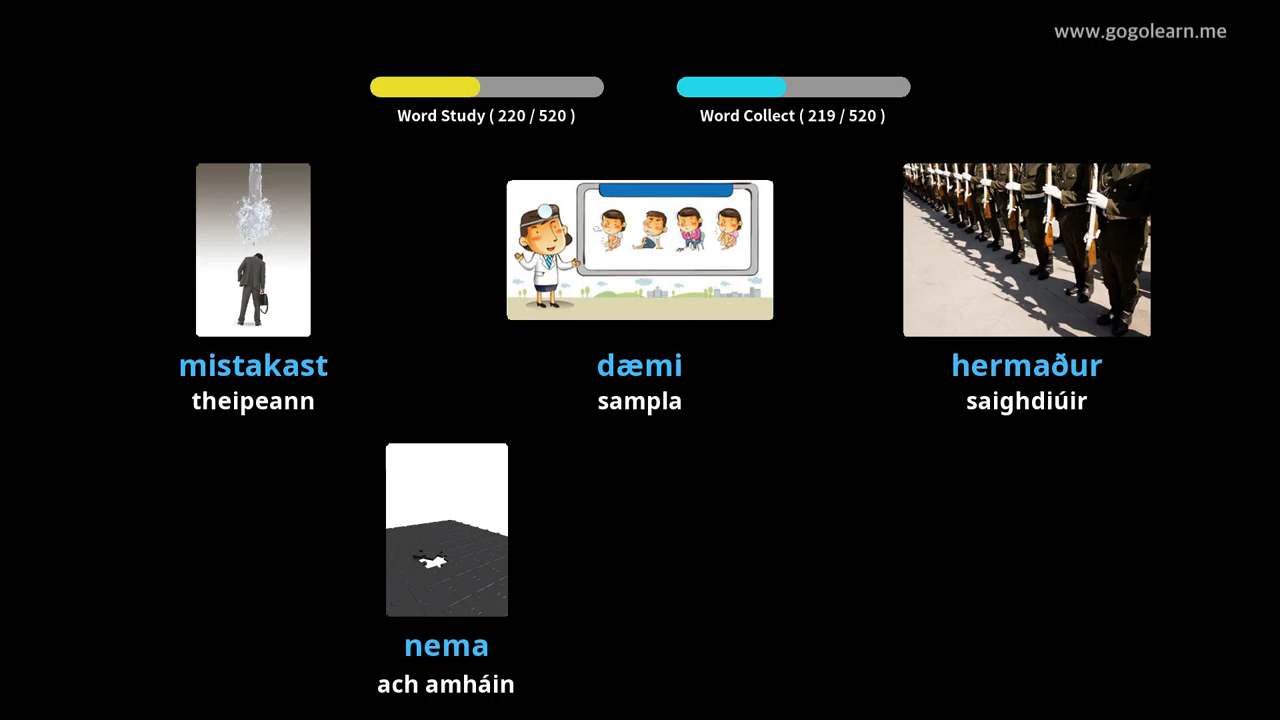 www.gogolearn.me
Word Study ( 220 / 520 )
Word Collect ( 219 / 520 )
mistakast
theipeann
dæmi
sampla
hermaður
saighdiúir
nema
ach amháin